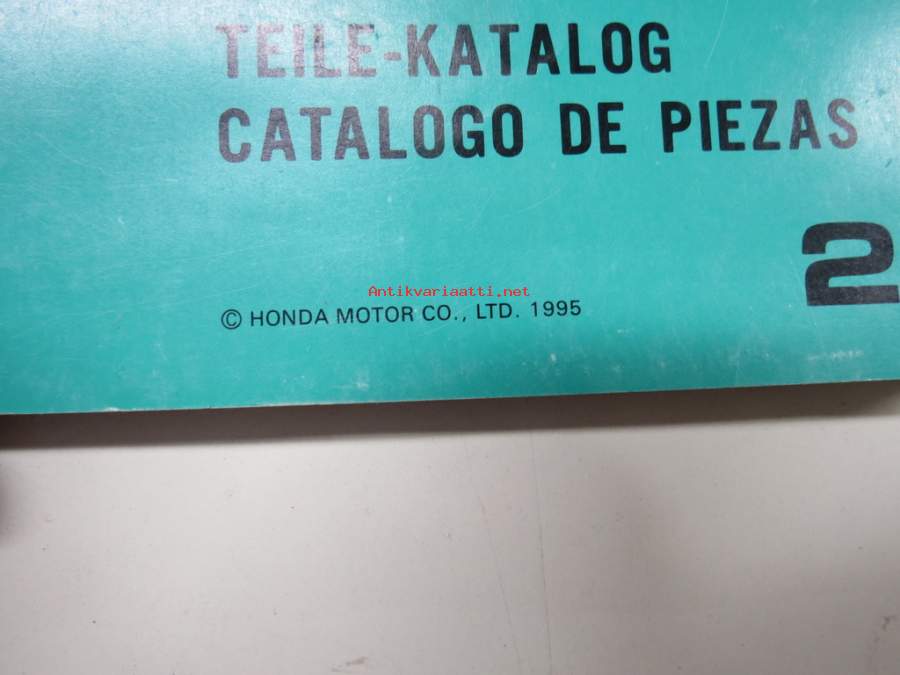 TEILE-KATALOG
CATALOGO DE PIEZAS
2
Antikvariaatti.net
© HONDA MOTOR CO., LTD. 1995